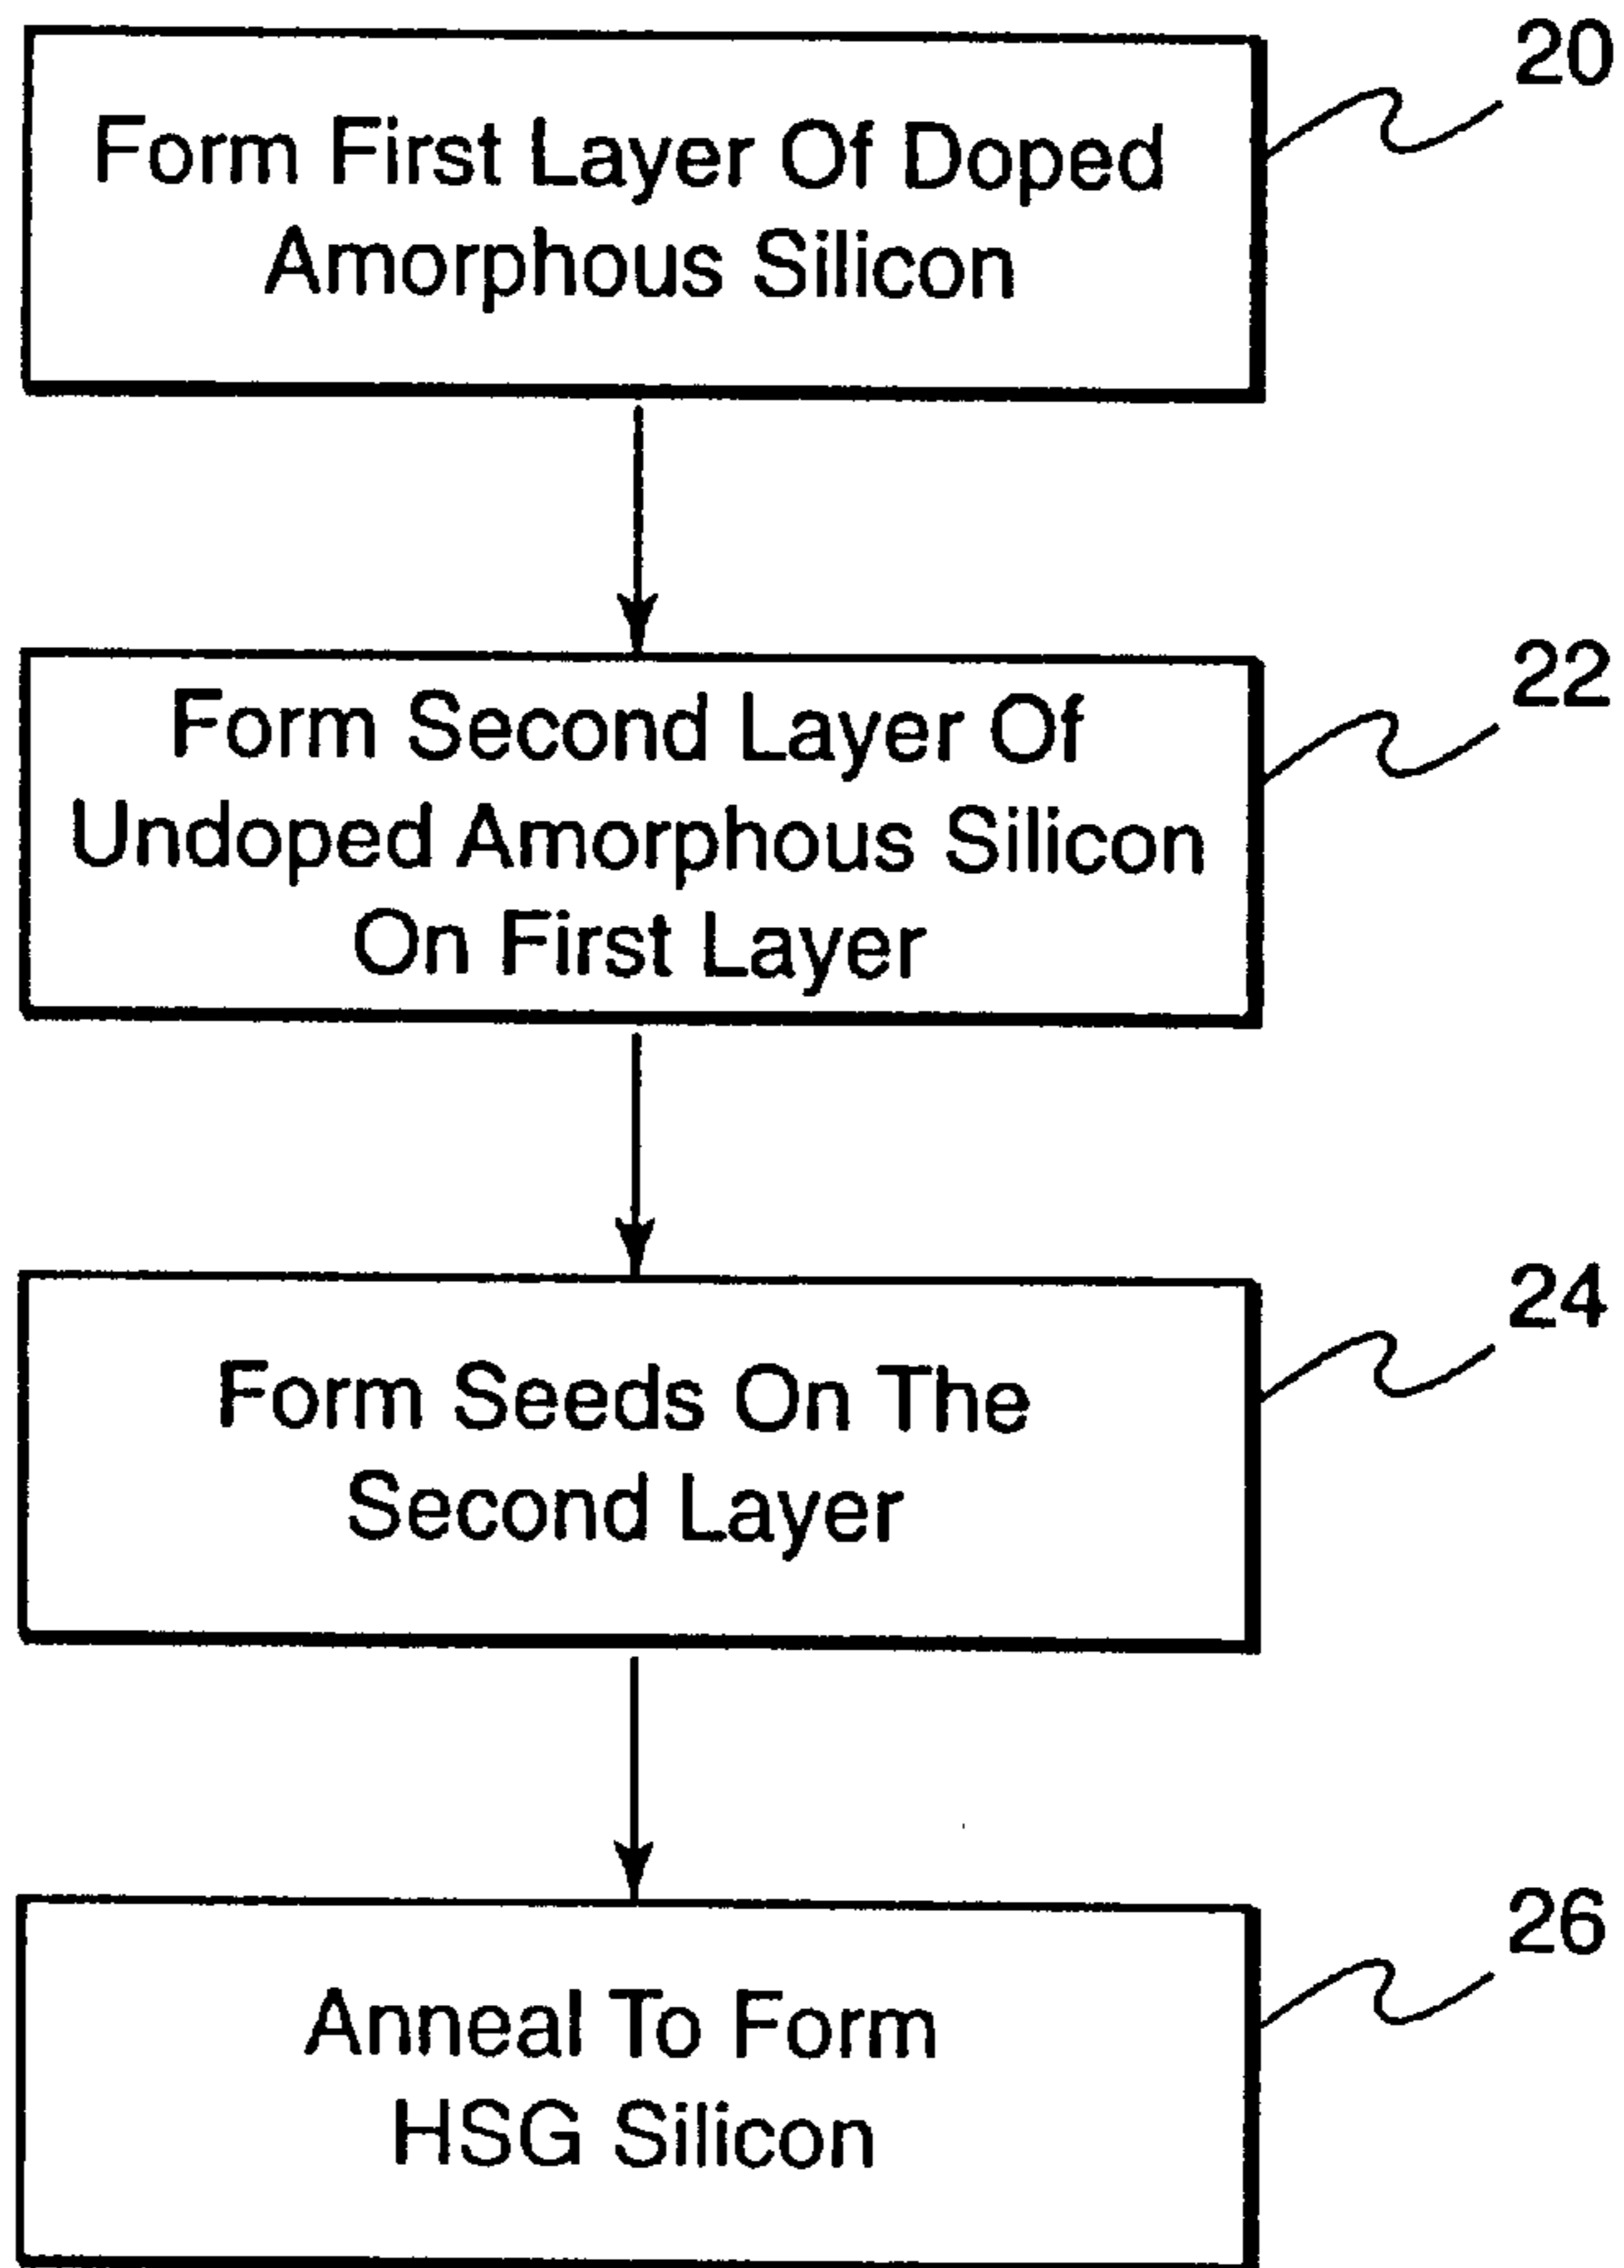 20
Form First Layer Of Doped
Amorphous Silicon
22
Form Second Layer Of
Undoped Amorphous Silicon
On First Layer
24
Form Seeds On The
Second Layer
26
Anneal To Form
HSG Silicon